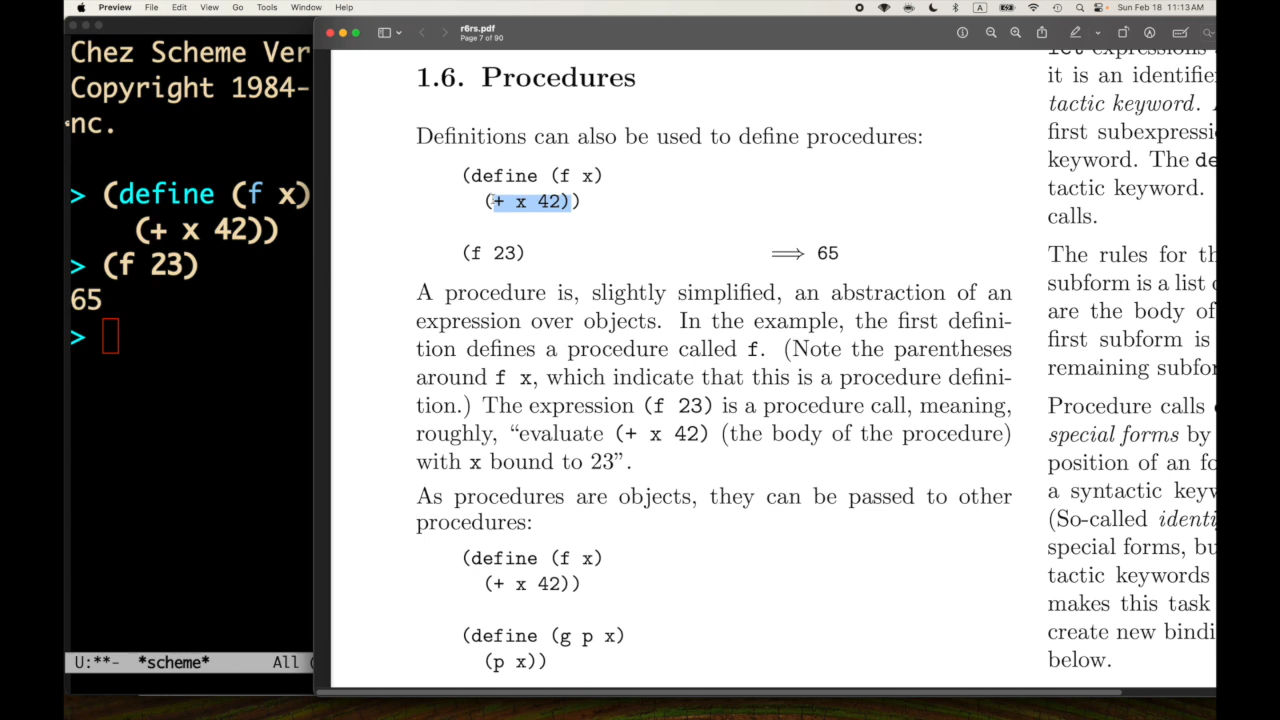 Preview File Edit View Go Tools Window Help
A
Sun Feb 18 11:13 AM
Chez Scheme Ver
Copyright 1984-
nc.
> (define (f x)
(+ x 42))
> (f 23)
65
>
U:**- *scheme* All
r6rs.pdf
Page 7 of 90
1.6. Procedures
Definitions can also be used to define procedures:
(define (f x)
(+ x 42))
(f 23) ⟹ 65
A procedure is, slightly simplified, an abstraction of an
expression over objects. In the example, the first defini-
tion defines a procedure called f. (Note the parentheses
around f x, which indicate that this is a procedure defini-
tion.) The expression (f 23) is a procedure call, meaning,
roughly, “evaluate (+ x 42) (the body of the procedure)
with x bound to 23”.
As procedures are objects, they can be passed to other
procedures:
(define (f x)
(+ x 42))
(define (g p x)
(p x))
let expressions
it is an identifie
tactic keyword.
first subexpressi
keyword. The de
tactic keyword.
calls.
The rules for th
subform is a list
are the body of
first subform is
remaining subfor
Procedure calls
special forms by
position of an fo
a syntactic keyw
(So-called identi
special forms, bu
tactic keywords
makes this task
create new bindi
below.